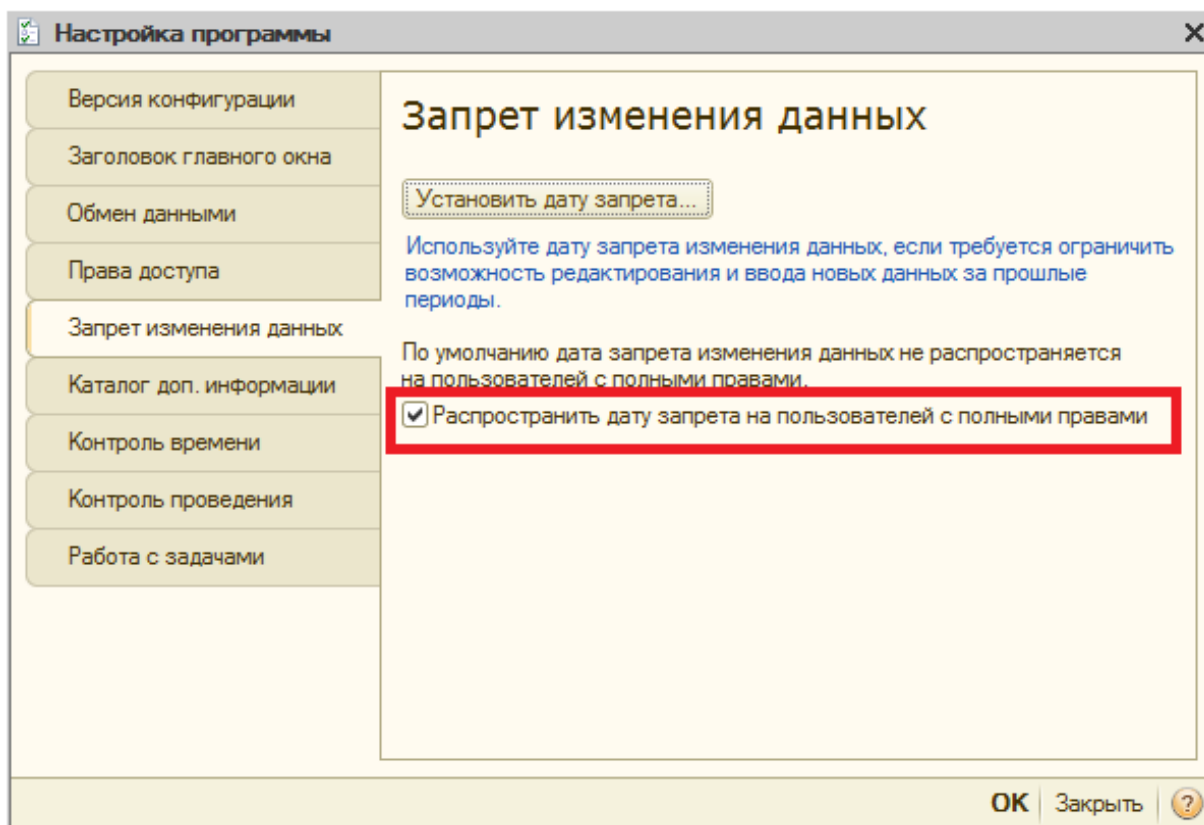 Настройка программы
Версия конфигурации
Заголовок главного окна
Обмен данными
Права доступа
Запрет изменения данных
Каталог доп. информации
Контроль времени
Контроль проведения
Работа с задачами
Запрет изменения данных
Установить дату запрета...
Используйте дату запрета изменения данных, если требуется ограничить
возможность редактирования и ввода новых данных за прошлые
периоды.
По умолчанию дата запрета изменения данных не распространяется
на пользователей с полными правами.
Распространить дату запрета на пользователей с полными правами
OK Закрыть ?